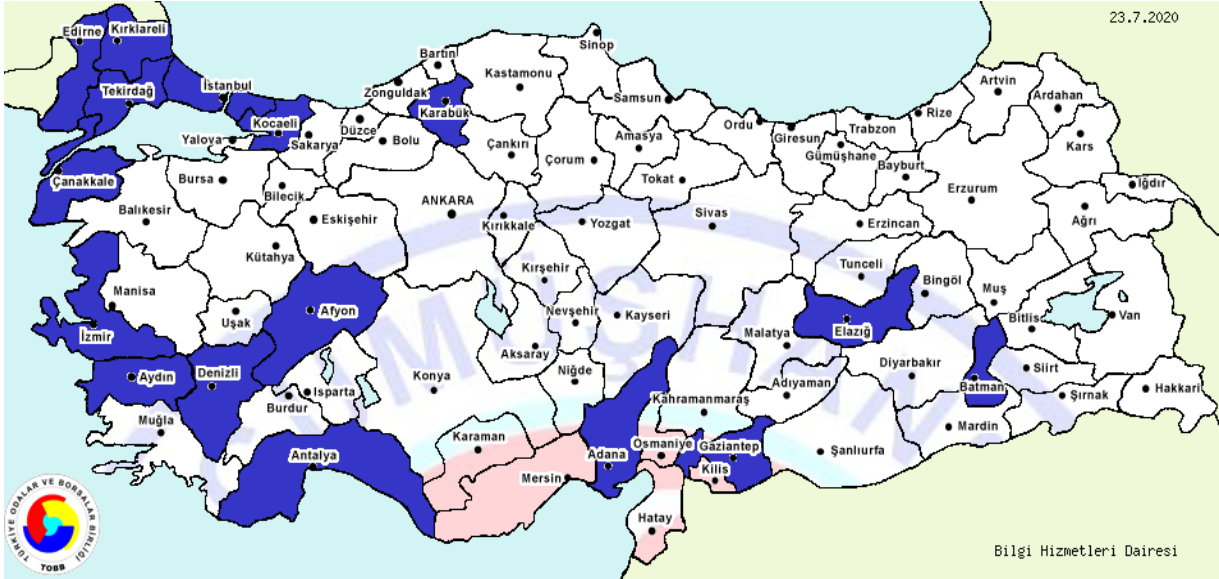 23.7.2020
Edirne
Kırklareli
Tekirdağ
İstanbul
Kocaeli
Yalova
Sakarya
Düzce
Bolu
Zonguldak
Bartın
Karabük
Kastamonu
Sinop
Samsun
Çankırı
Çorum
Amasya
Tokat
Ordu
Giresun
Gümüşhane
Trabzon
Bayburt
Rize
Artvin
Ardahan
Kars
Iğdır
Ağrı
Erzurum
Erzincan
Çanakkale
Balıkesir
Bursa
Bilecik
Eskişehir
Kütahya
ANKARA
Kırıkkale
Yozgat
Sivas
Kırşehir
Nevşehir
Kayseri
Tunceli
Bingöl
Muş
Bitlis
Van
Manisa
İzmir
Uşak
Afyon
Aksaray
Niğde
Konya
Malatya
Elazığ
Diyarbakır
Batman
Siirt
Şırnak
Hakkari
Mardin
Aydın
Denizli
Burdur
Isparta
Muğla
Antalya
Karaman
Mersin
Adana
Osmaniye
Kahramanmaraş
Adıyaman
Gaziantep
Kilis
Şanlıurfa
Hatay
TÜRKİYE ODALAR VE BORSALAR BİRLİĞİ
TOBB
Bilgi Hizmetleri Dairesi